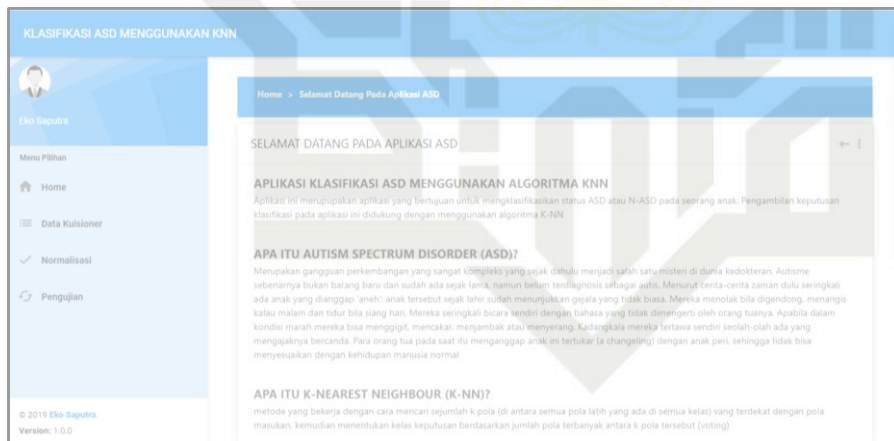 KLASIFIKASI ASD MENGGUNAKAN KNN
Eko Saputra
Menu Pilihan
Home
Data Kuisioner
Normalisasi
Pengujian
© 2019 Eko Saputra.
Version: 1.0.0
Home > Selamat Datang Pada Aplikasi ASD
SELAMAT DATANG PADA APLIKASI ASD
APLIKASI KLASIFIKASI ASD MENGGUNAKAN ALGORITMA KNN
Aplikasi ini merupupakan aplikasi yang bertujuan untuk mengklasifikasikan status ASD atau N-ASD pada seorang anak. Pengambilan keputusan
klasifikasi pada aplikasi ini didukung dengan menggunakan algoritma K-NN
APA ITU AUTISM SPECTRUM DISORDER (ASD)?
Merupakan gangguan perkembangan yang sangat kompleks yang sejak dahulu menjadi salah satu misteri di dunia kedokteran. Autisme
sebenarnya bukan barang baru dan sudah ada sejak lama, namun belum terdiagnosis sebagai autis. Menurut cerita-cerita zaman dulu seringkali
ada anak yang dianggap 'aneh': anak tersebut sejak lahir sudah menunjukkan gejala yang tidak biasa. Mereka menolak bila digendong, menangis
kalau malam dan tidur bila siang hari. Mereka seringkali bicara sendiri dengan bahasa yang tidak dimengerti oleh orang tuanya. Apabila dalam
kondisi marah mereka bisa menggigit, mencakar, menjambak atau menyerang. Kadangkala mereka tertawa sendiri seolah-olah ada yang
mengajaknya bercanda. Para orang tua pada saat itu menganggap anak ini tertukar (a changeling) dengan anak peri, sehingga tidak bisa
menyesuaikan dengan kehidupan manusia normal
APA ITU K-NEAREST NEIGHBOUR (K-NN)?
metode yang bekerja dengan cara mencari sejumlah k pola (di antara semua pola latih yang ada di semua kelas) yang terdekat dengan pola
masukan, kemudian menentukan kelas keputusan berdasarkan jumlah pola terbanyak antara k pola tersebut (voting)